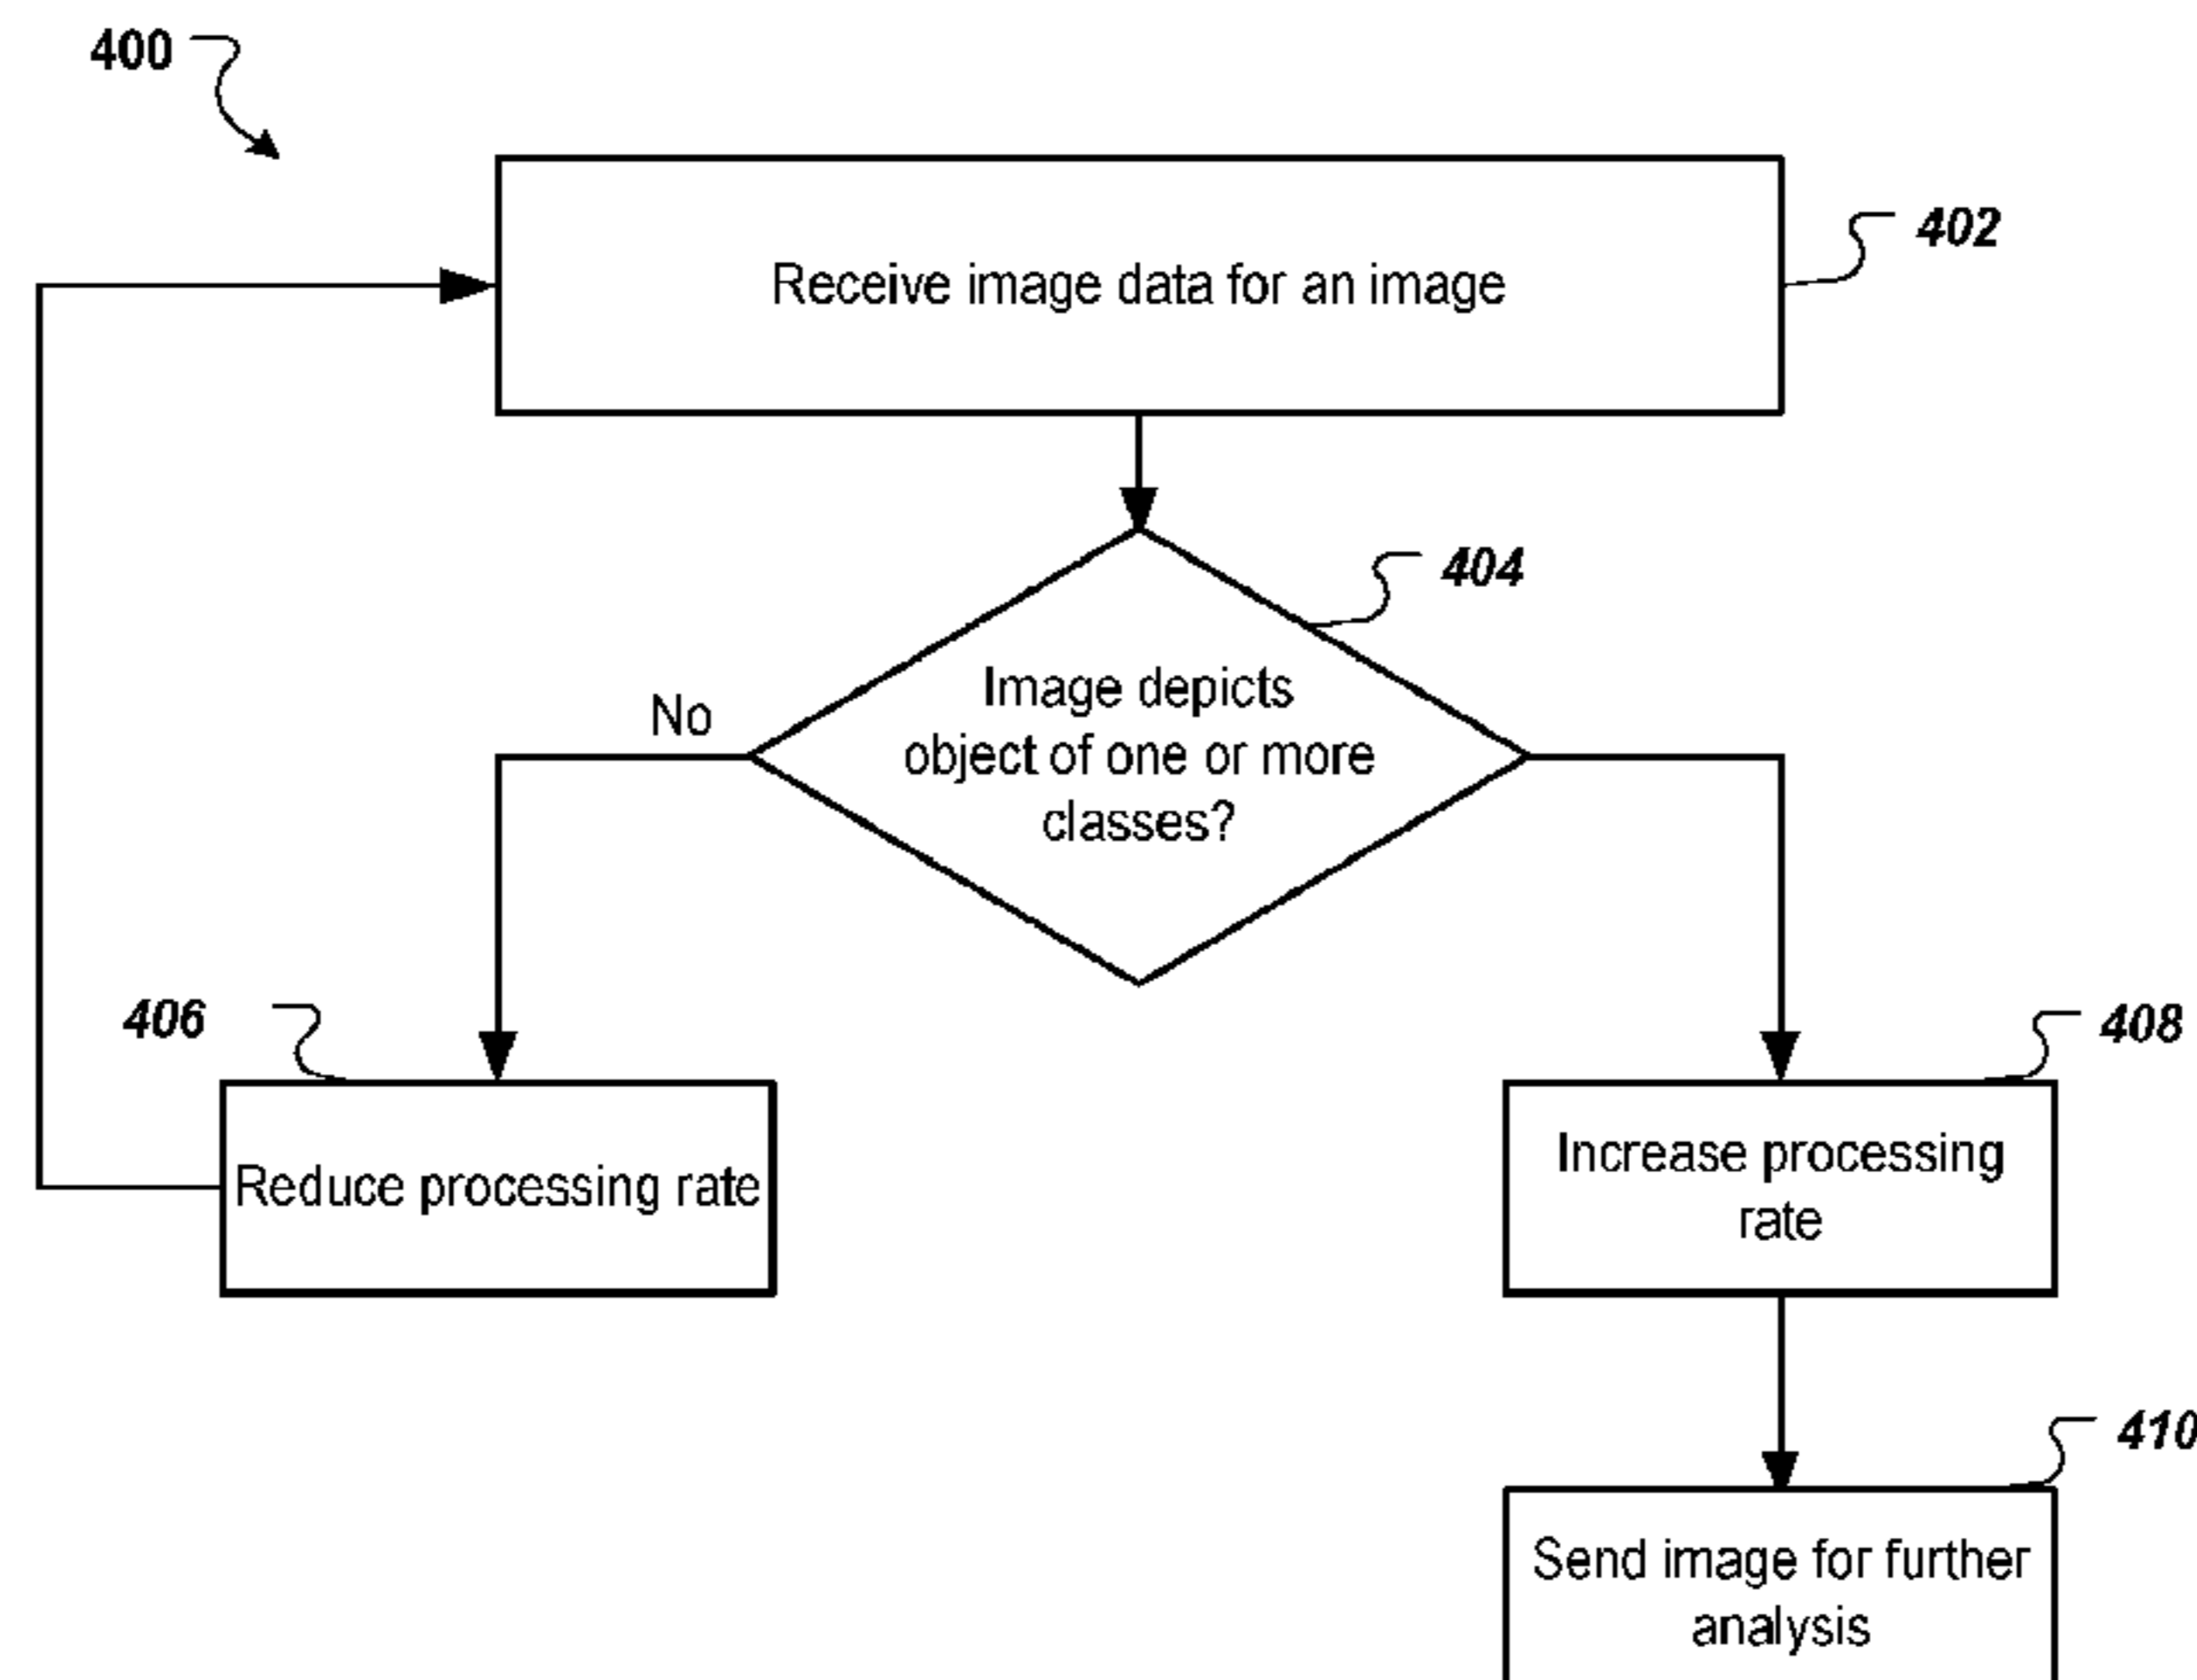 400
Receive image data for an image
402
404
Image depicts
object of one or more
classes?
No
406
Reduce processing rate
408
Increase processing
rate
410
Send image for further
analysis